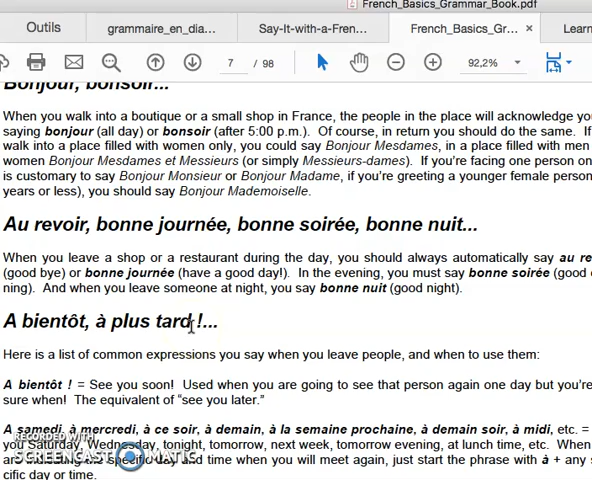 French_Basics_Grammar_Book.pdf
Outils
grammaire_en_dia...
Say-It-with-a-Fren...
French_Basics_Gr... ×
Learn
7 / 98
92,2%
Bonjour, bonsoir...
When you walk into a boutique or a small shop in France, the people in the place will acknowledge yo
saying bonjour (all day) or bonsoir (after 5:00 p.m.). Of course, in return you should do the same. If
walk into a place filled with women only, you could say Bonjour Mesdames, in a place filled with men
women Bonjour Mesdames et Messieurs (or simply Messieurs-dames). If you're facing one person on
is customary to say Bonjour Monsieur or Bonjour Madame, if you're greeting a younger female person
years or less), you should say Bonjour Mademoiselle.
Au revoir, bonne journée, bonne soirée, bonne nuit...
When you leave a shop or a restaurant during the day, you should always automatically say au re
(good bye) or bonne journée (have a good day!). In the evening, you must say bonne soirée (good
ning). And when you leave someone at night, you say bonne nuit (good night).
A bientôt, à plus tard !...
Here is a list of common expressions you say when you leave people, and when to use them:
A bientôt ! = See you soon! Used when you are going to see that person again one day but you're
sure when! The equivalent of "see you later."
A samedi, à mercredi, à ce soir, à demain, à la semaine prochaine, à demain soir, à midi, etc. =
you Saturday, Wednesday, tonight, tomorrow, next week, tomorrow evening, at lunch time, etc. When
are indicating the specific day and time when you will meet again, just start the phrase with à + any s
cific day or time.
RECORDED WITH
SCREENCAST MATIC